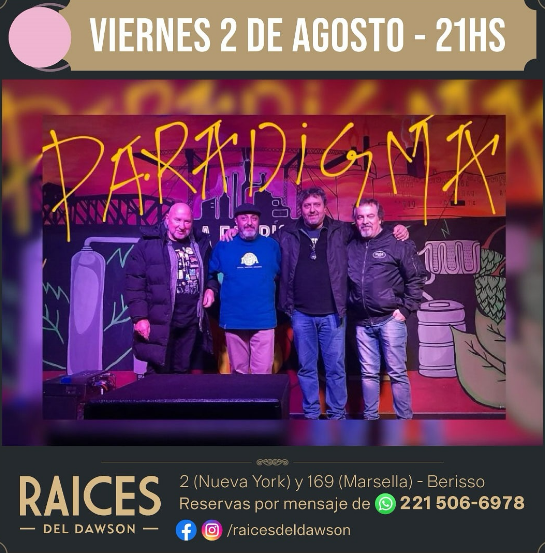 VIERNES 2 DE AGOSTO - 21HS
PARADIGMA
RAICES
DEL DAWSON
2 (Nueva York) y 169 (Marsella) - Berisso
Reservas por mensaje de 221 506-6978
/raicesdeldawson